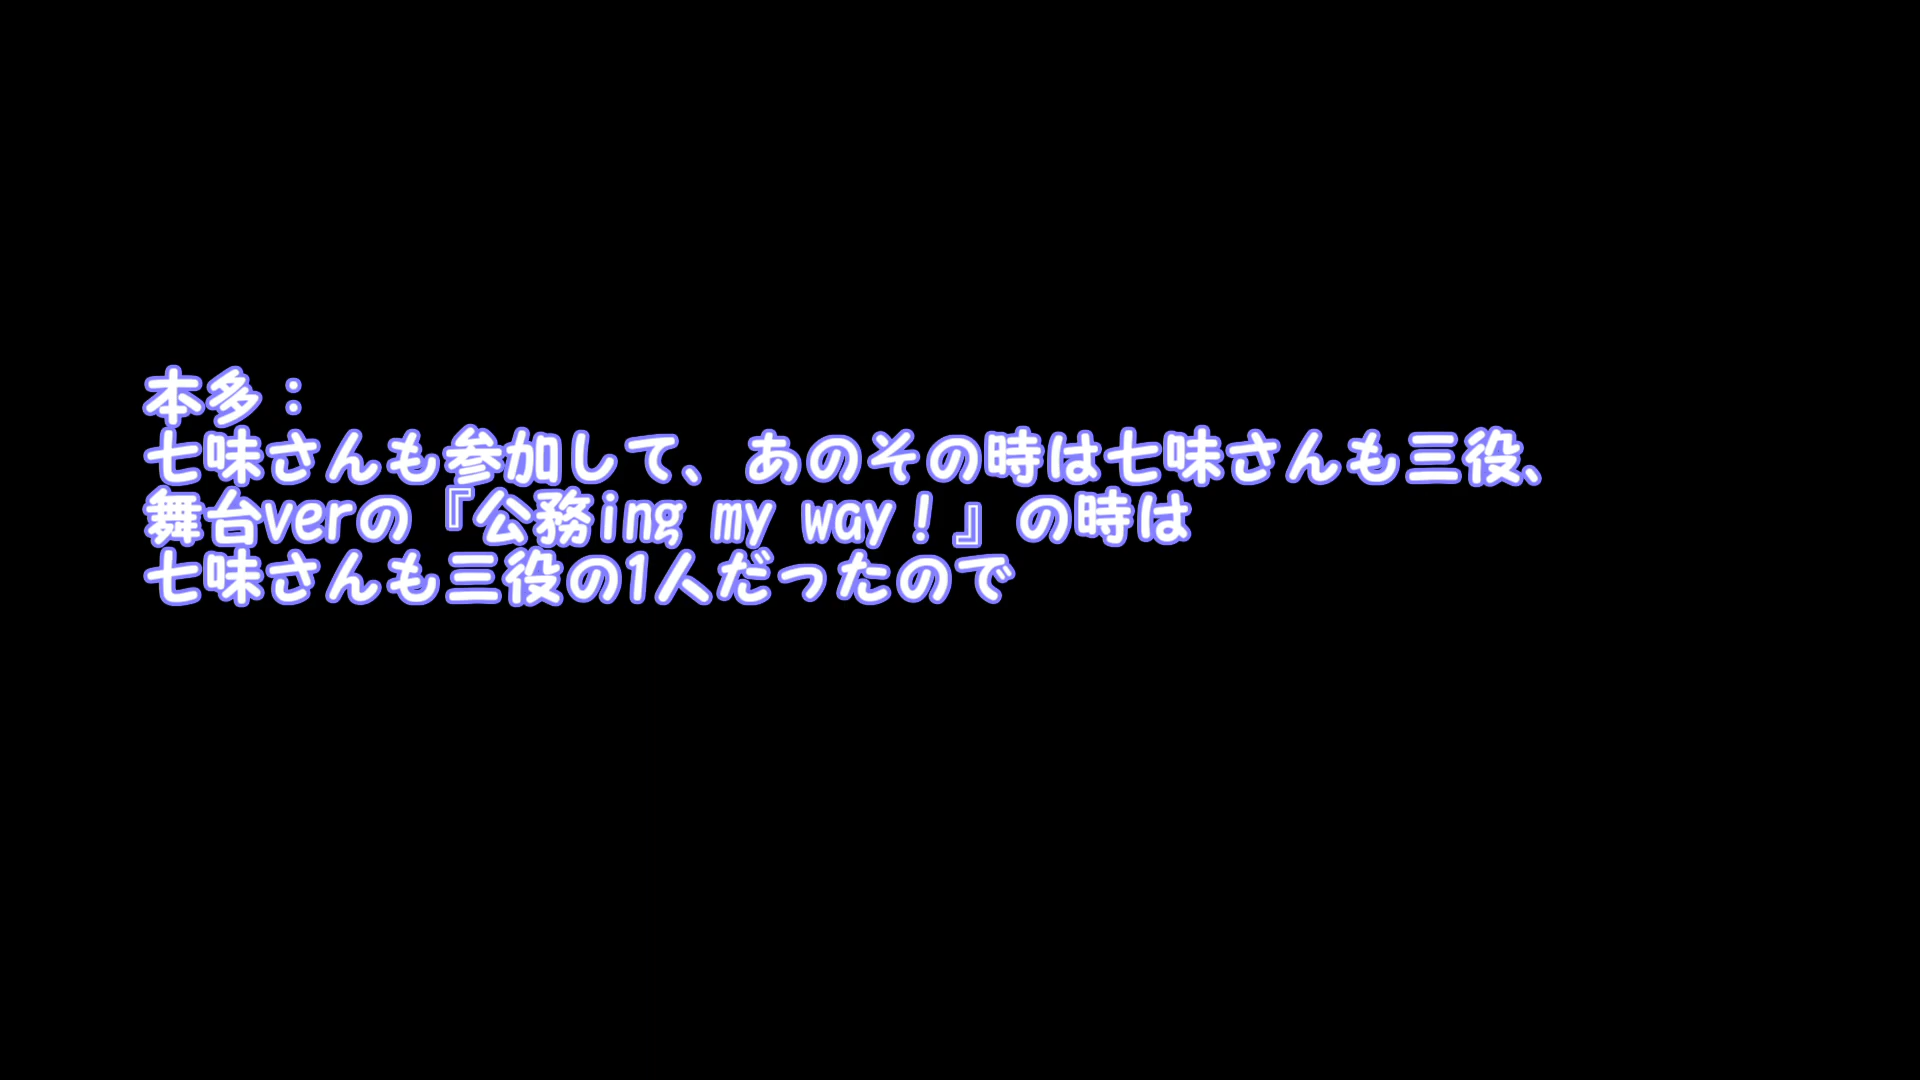 本多：
七味さんも参加して、あのその時は七味さんも三役、
舞台verの『公務ing my way！』の時は
七味さんも三役の1人だったので